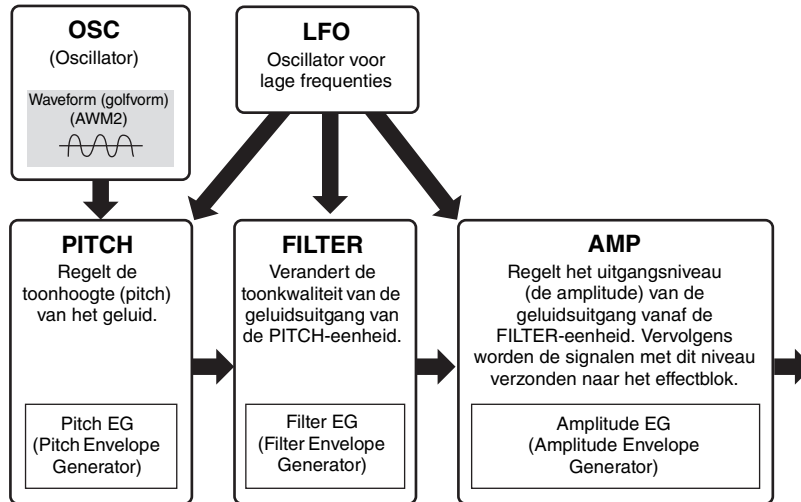 OSC
(Oscillator)
Waveform (golfvorm)
(AWM2)
LFO
Oscillator voor
lage frequenties
PITCH
Regelt de
toonhoogte (pitch)
van het geluid.
Pitch EG
(Pitch Envelope
Generator)
FILTER
Verandert de
toonkwaliteit van de
geluidsuitgang van
de PITCH-eenheid.
Filter EG
(Filter Envelope
Generator)
AMP
Regelt het uitgangsniveau
(de amplitude) van de
geluidsuitgang vanaf de
FILTER-eenheid. Vervolgens
worden de signalen met dit niveau
verzonden naar het effectblok.
Amplitude EG
(Amplitude Envelope
Generator)